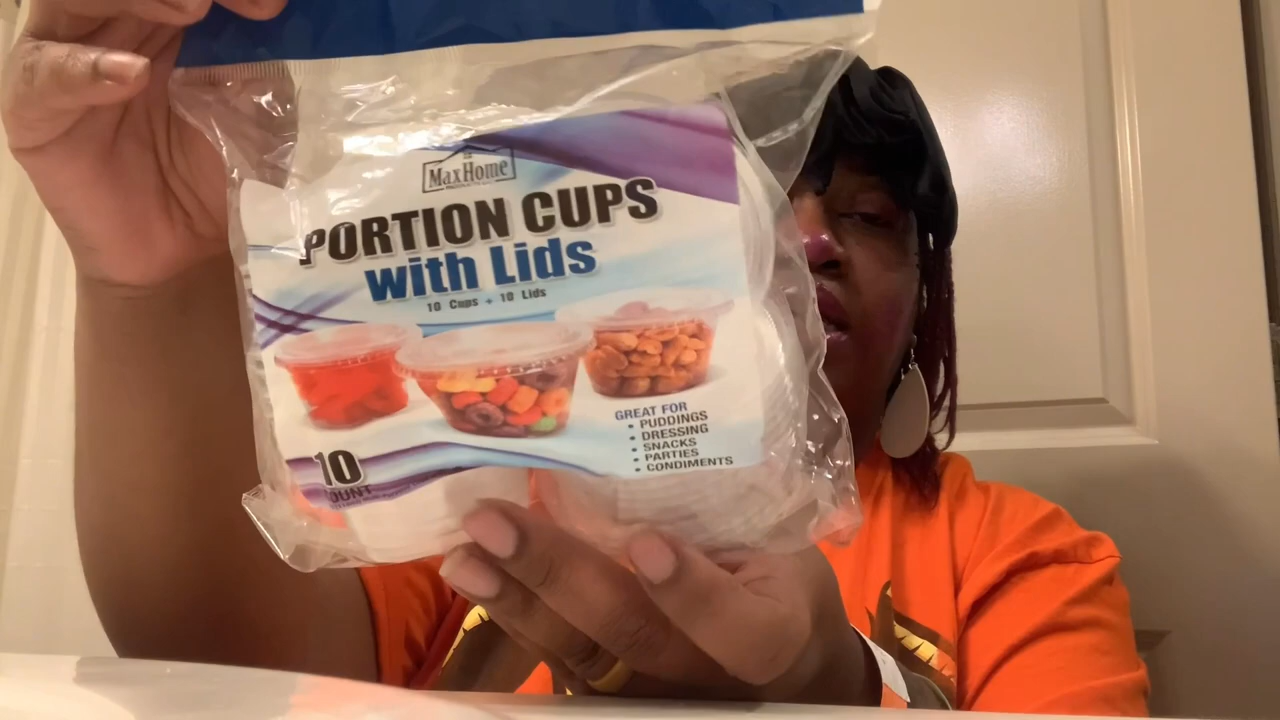 MaxHome
PORTION CUPS
with Lids
10 Cups + 10 Lids
GREAT FOR
• PUDDINGS
• DRESSING
• SNACKS
• PARTIES
• CONDIMENTS
10
COUNT